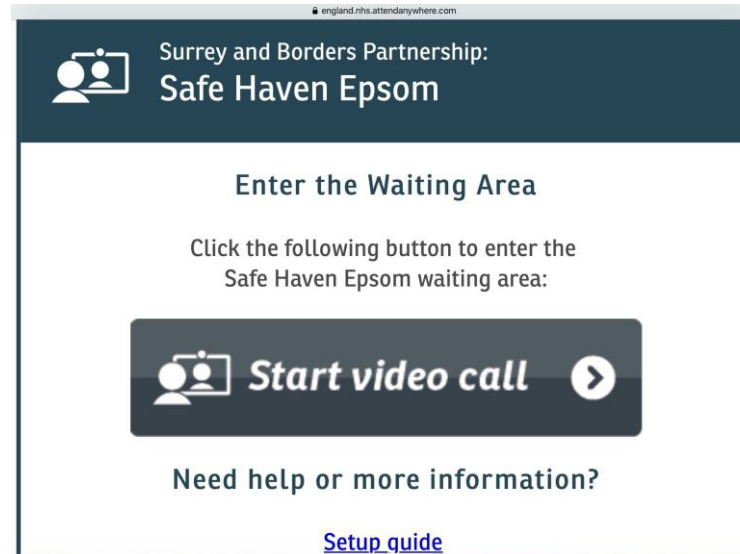 england.nhs.attendanywhere.com
Surrey and Borders Partnership:
Safe Haven Epsom
Enter the Waiting Area
Click the following button to enter the
Safe Haven Epsom waiting area:
Start video call
Need help or more information?
Setup guide